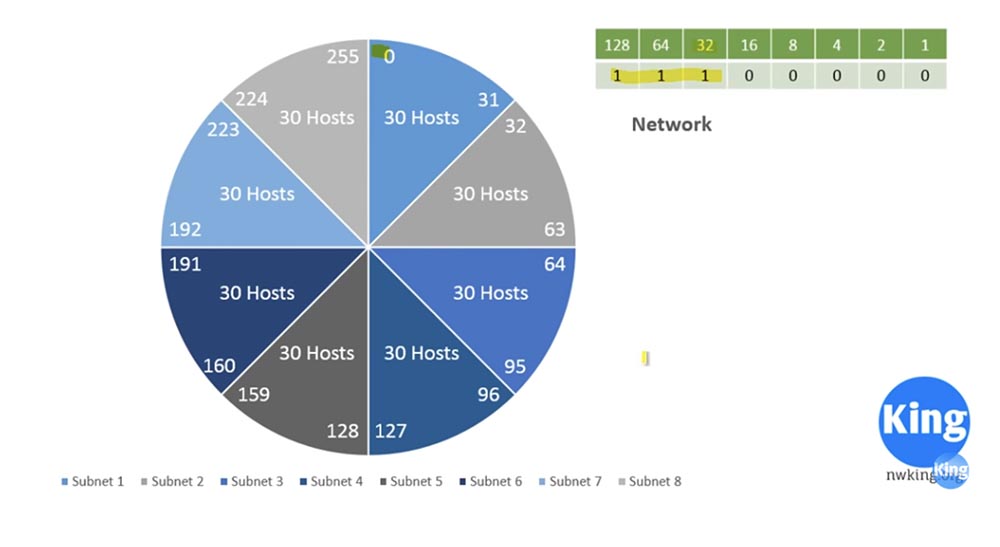 128 64 32 16 8 4 2 1
1 1 1 0 0 0 0 0
Network
255 0
224 30 Hosts 30 Hosts 31
223 32
30 Hosts 30 Hosts
192 63
191 64
30 Hosts 30 Hosts
160 30 Hosts 30 Hosts 95
159 96
128 127
King
nwking.org
King
Subnet 1 Subnet 2 Subnet 3 Subnet 4 Subnet 5 Subnet 6 Subnet 7 Subnet 8